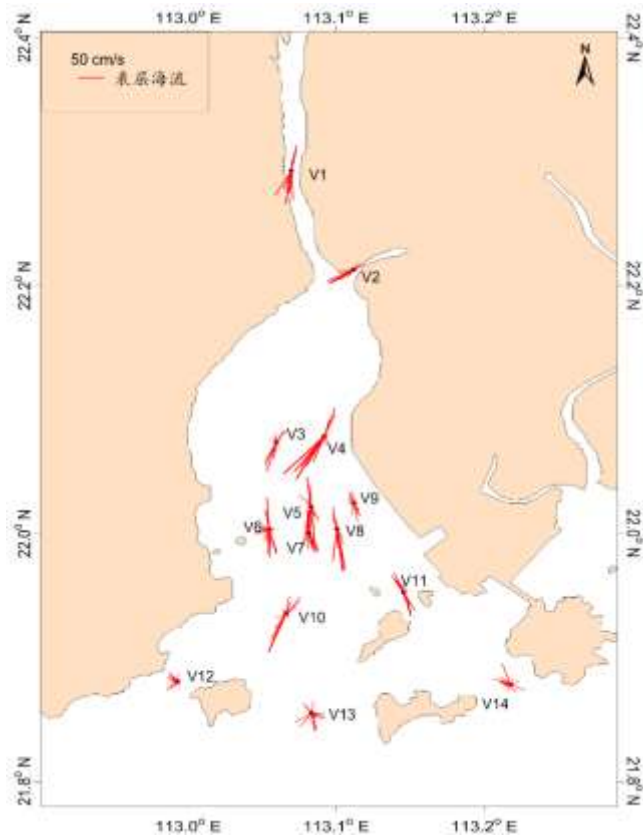 113.0° E 113.1° E 113.2° E
22.4° N 22.4° N
50 cm/s
表层海流
N
V1
V2
22.2° N 22.2° N
V3
V4
V9
V5
V6 V8
22.0° N 22.0° N
V7
V11
V10
V12
V14
V13
21.8° N 21.8° N
113.0° E 113.1° E 113.2° E